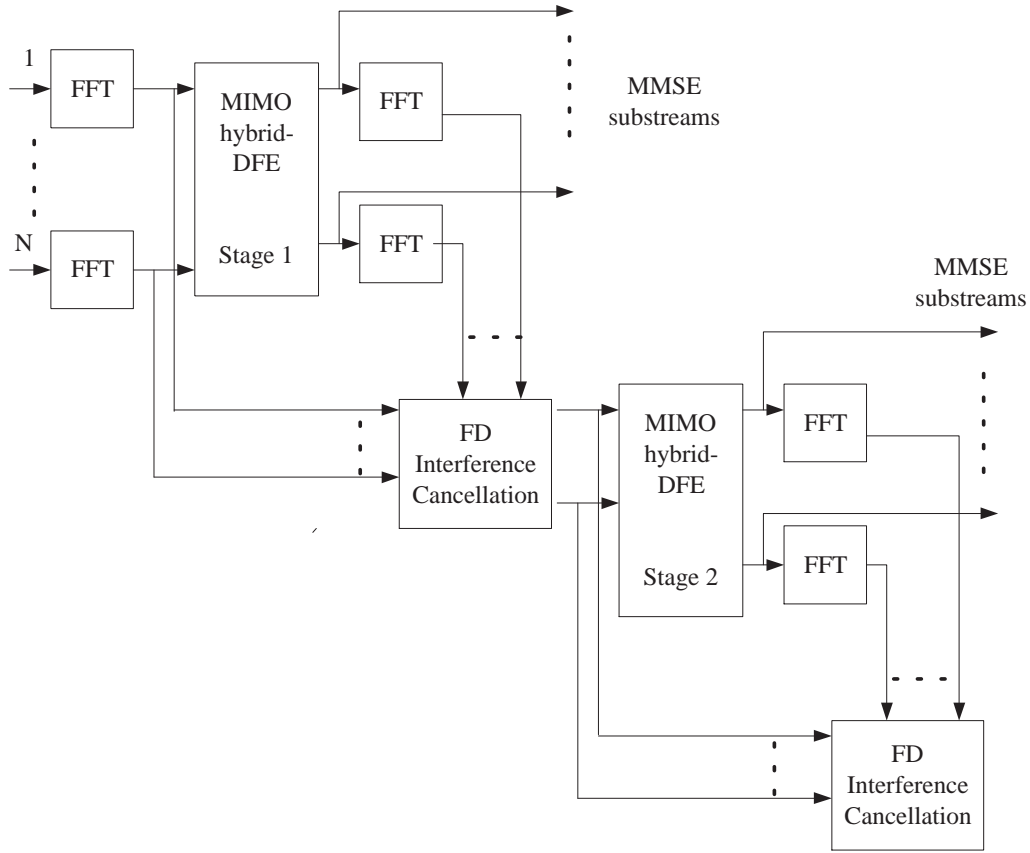 1
FFT
MIMO
hybrid-
DFE
Stage 1
FFT
MMSE
substreams
N
FFT
FFT
MMSE
substreams
FD
Interference
Cancellation
MIMO
hybrid-
DFE
Stage 2
FFT
FFT
FD
Interference
Cancellation